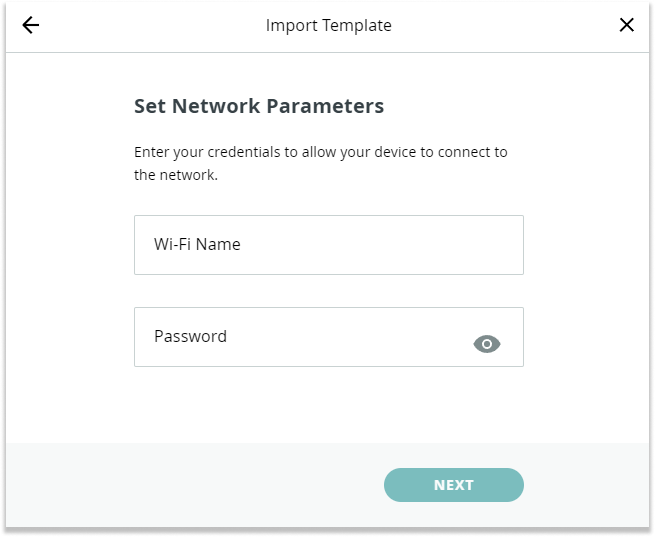 Import Template
Set Network Parameters
Enter your credentials to allow your device to connect to
the network.
Wi-Fi Name
Password
NEXT